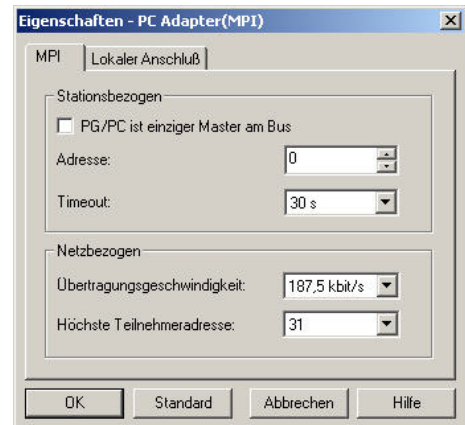 Eigenschaften - PC Adapter(MPI)
MPI Lokaler Anschluß
Stationsbezogen
PG/PC ist einziger Master am Bus
Adresse: 0
Timeout: 30 s
Netzbezogen
Übertragungsgeschwindigkeit: 187,5 kbit/s
Höchste Teilnehmeradresse: 31
OK Standard Abbrechen Hilfe